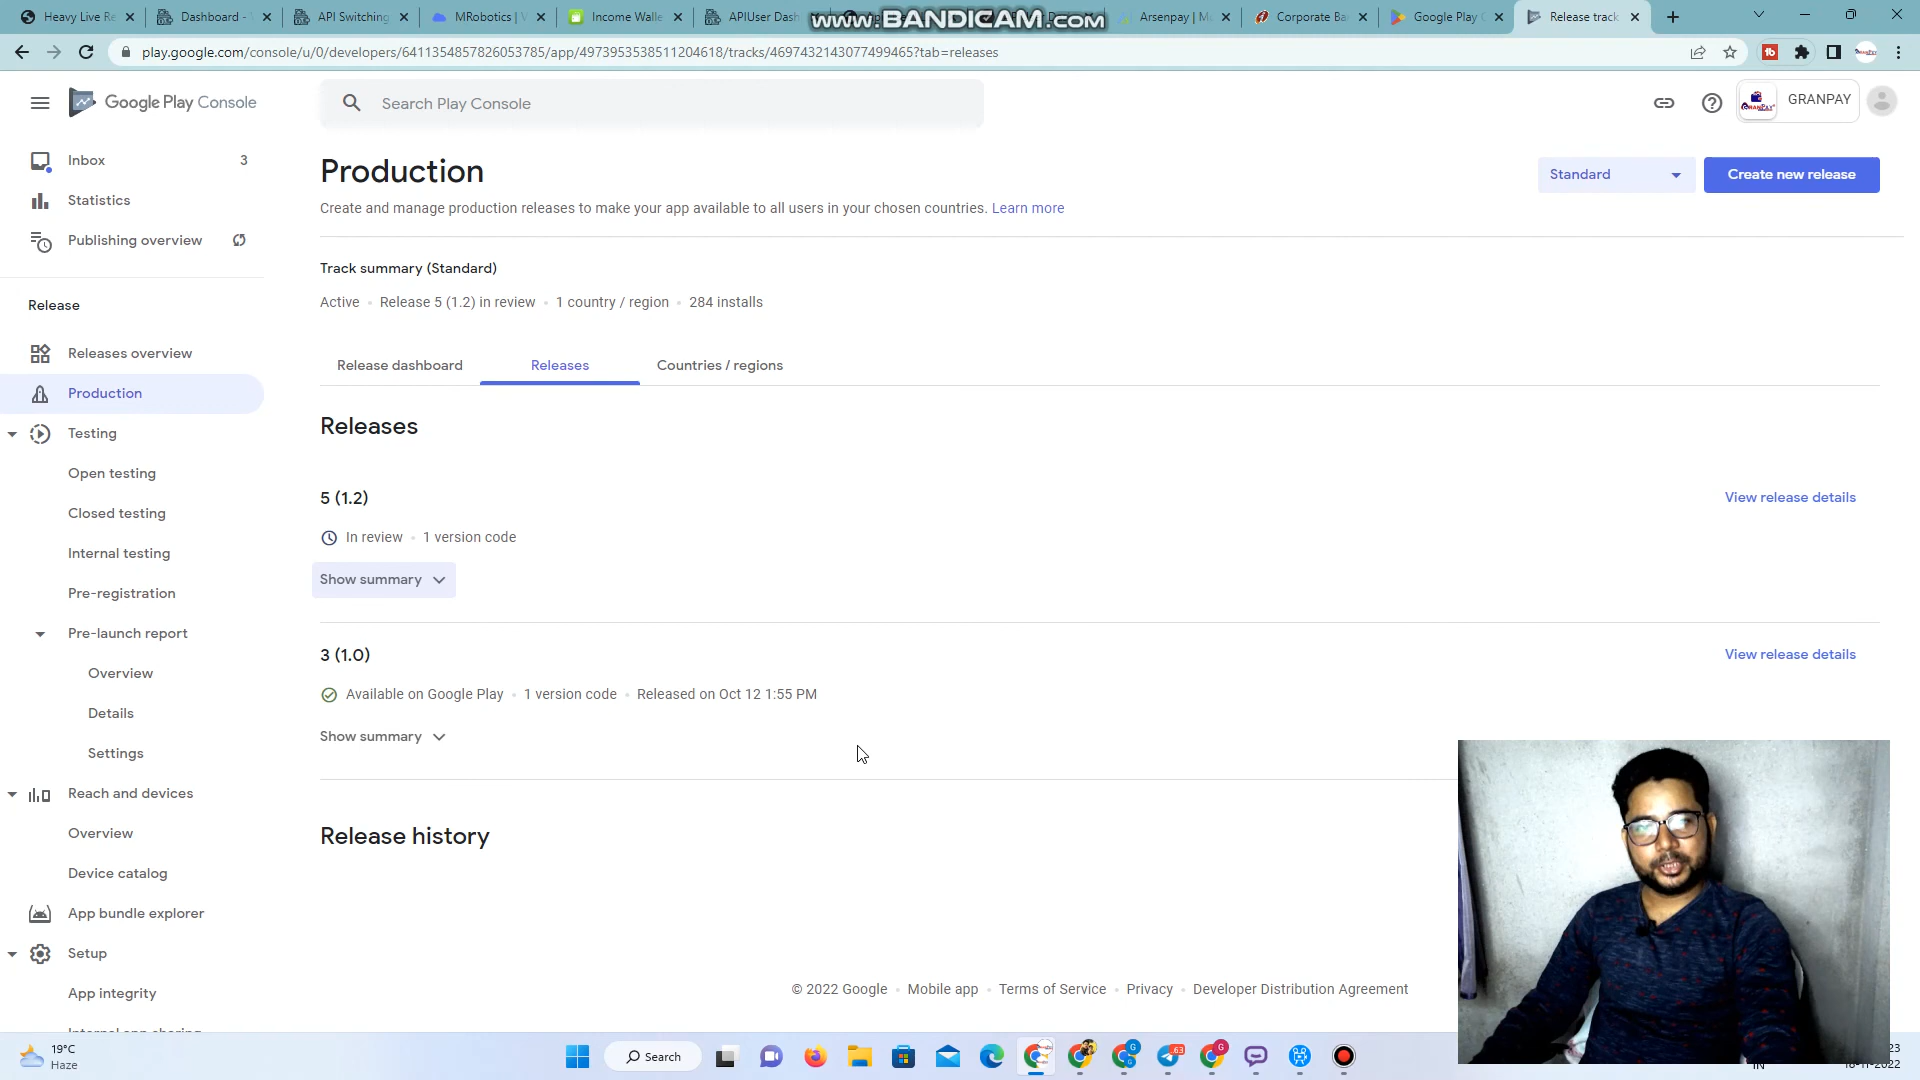 Heavy Live Re
Dashboard -
API Switching
MRobotics | V
Income Walle
APIUser Dash
www.BANDICAM.com
Arsenpay | Mu
Corporate Ba
Google Play C
Release track
play.google.com/console/u/0/developers/6411354857826053785/app/4973953538511204618/tracks/4697432143077499465?tab=releases
Google Play Console
Search Play Console
GRANPAY
Inbox 3
Statistics
Publishing overview
Release
Releases overview
Production
Testing
Open testing
Closed testing
Internal testing
Pre-registration
Pre-launch report
Overview
Details
Settings
Reach and devices
Overview
Device catalog
App bundle explorer
Setup
App integrity
Internal app sharing
Production
Standard
Create new release
Create and manage production releases to make your app available to all users in your chosen countries. Learn more
Track summary (Standard)
Active • Release 5 (1.2) in review • 1 country / region • 284 installs
Release dashboard
Releases
Countries / regions
Releases
5 (1.2)
View release details
In review • 1 version code
Show summary
3 (1.0)
View release details
Available on Google Play • 1 version code • Released on Oct 12 1:55 PM
Show summary
Release history
© 2022 Google • Mobile app • Terms of Service • Privacy • Developer Distribution Agreement
19°C
Haze
Search
63
IN
23